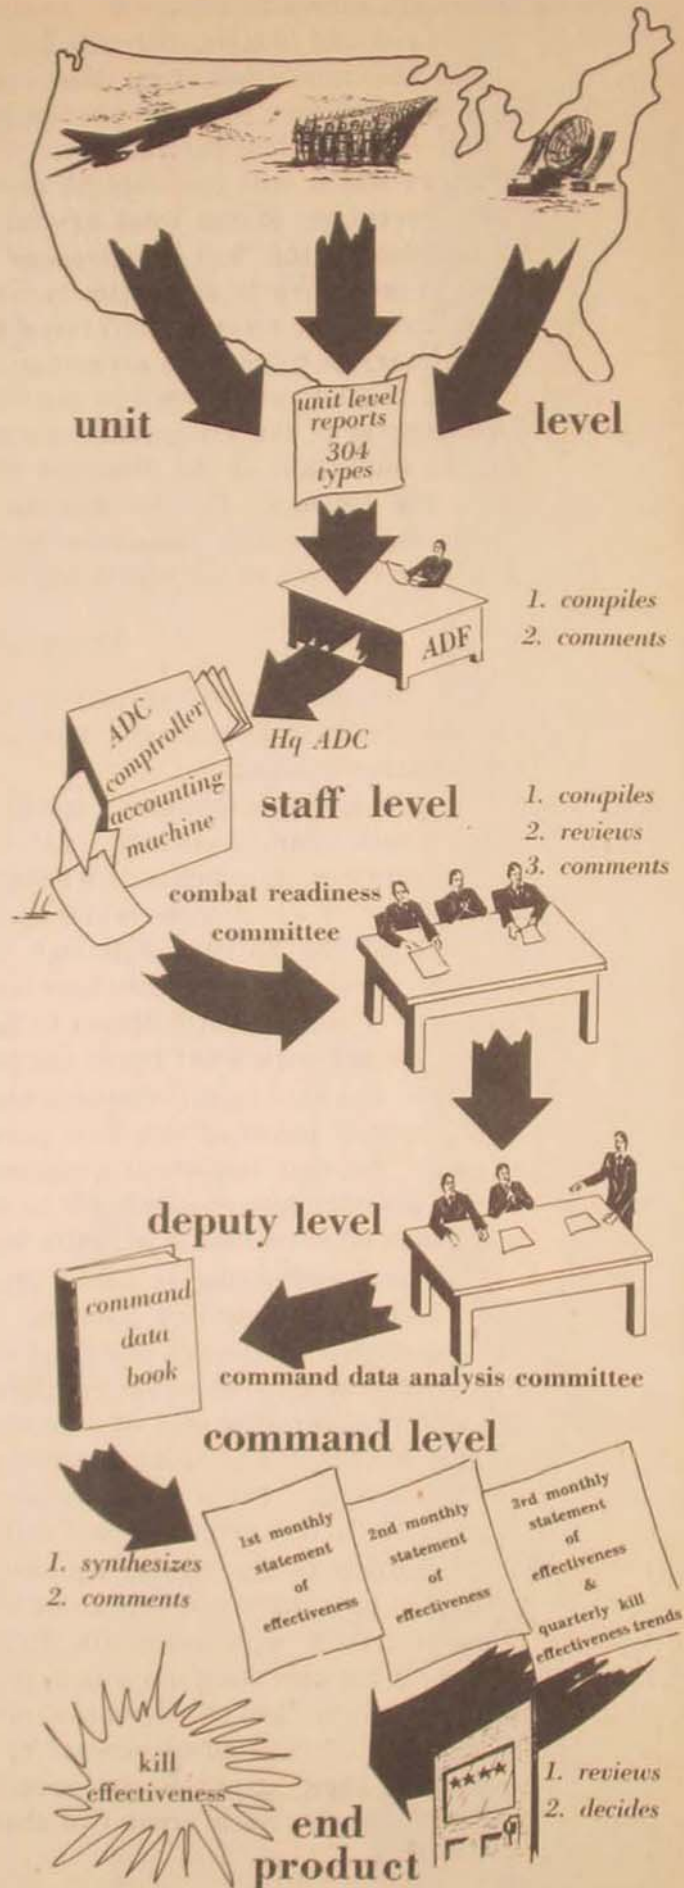 unit level
reports
304
types
unit
level
ADF
1. compiles
2. comments
ADC
comptroller
accounting
machine
Hq ADC
staff level
1. compiles
2. reviews
3. comments
combat readiness
committee
deputy level
command
data
book
command data analysis committee
command level
1. synthesizes
2. comments
1st monthly
statement
of
effectiveness
2nd monthly
statement
of
effectiveness
3rd monthly
statement
of
effectiveness
&
quarterly kill
effectiveness trends
kill
effectiveness
1. reviews
2. decides
end
product